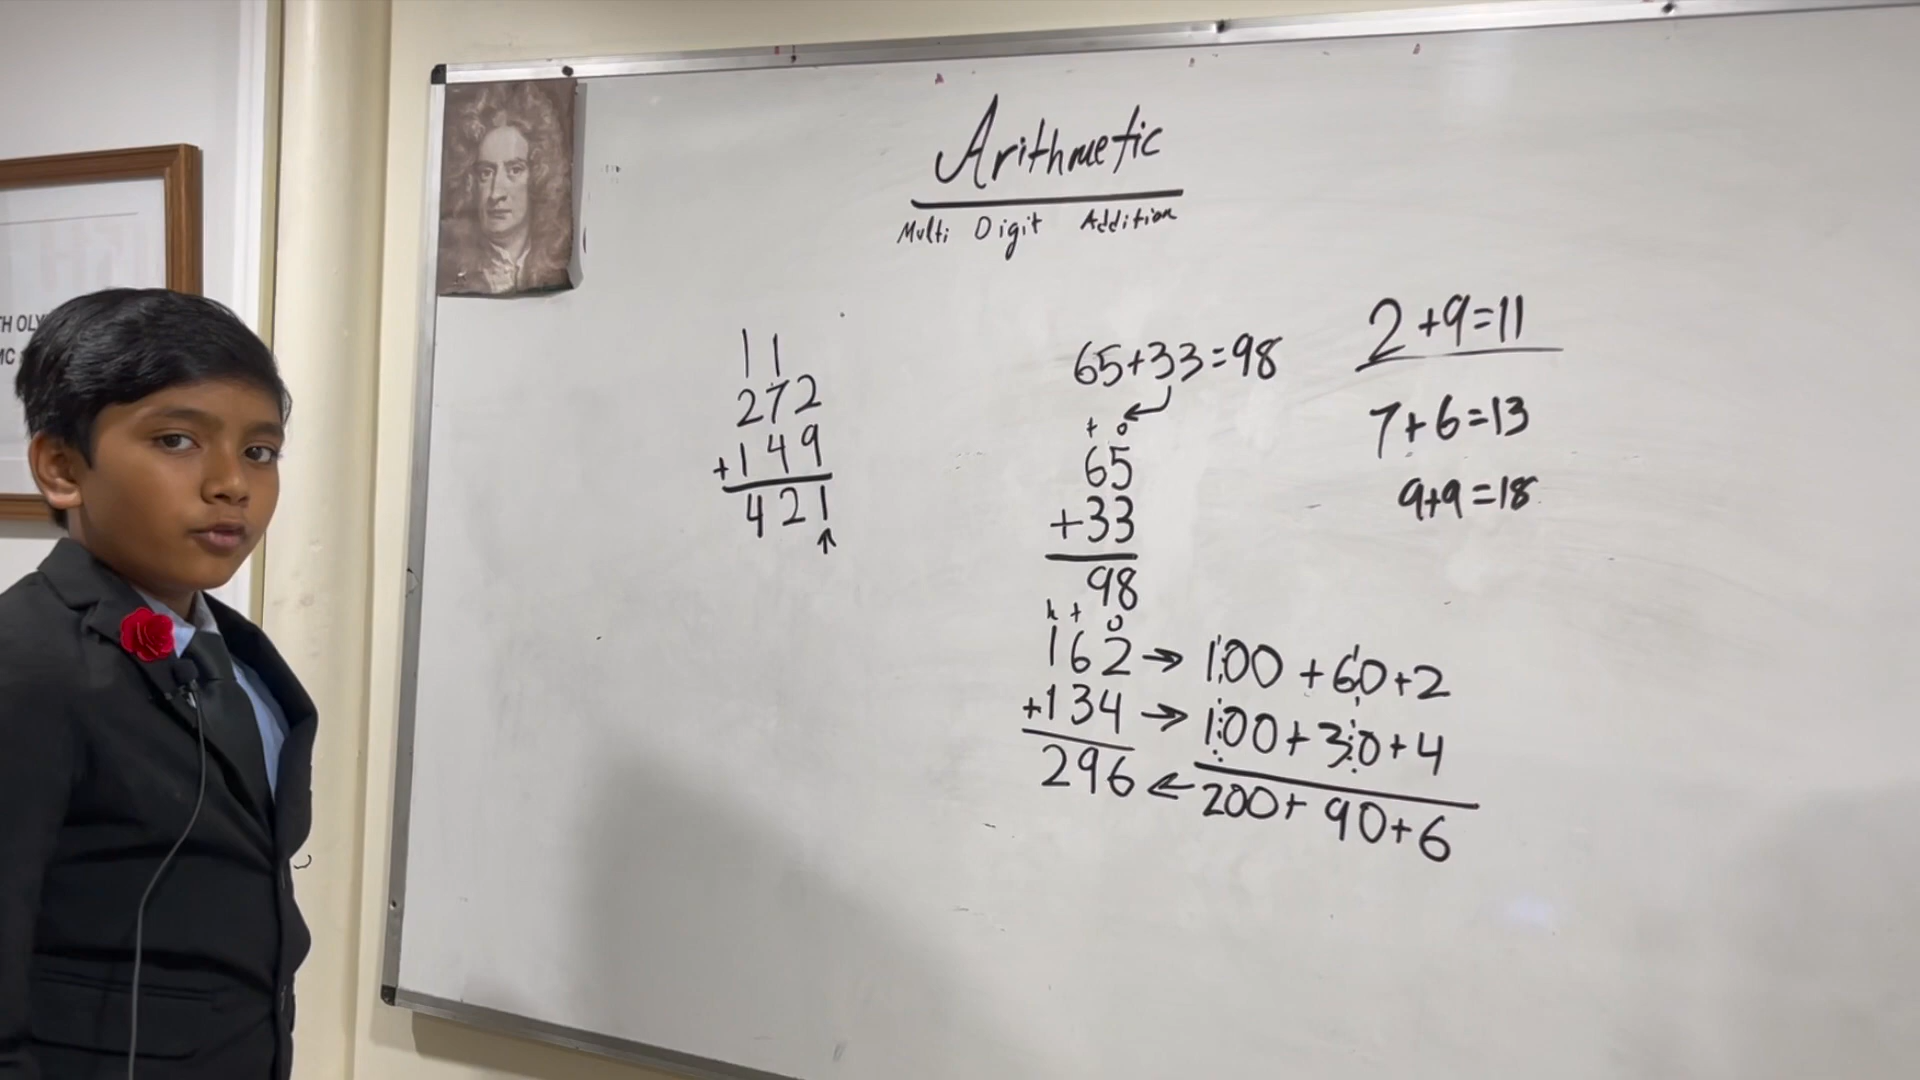 Arithmetic
Multi Digit Addition
11
272
+149
421
↑
65+33=98
t o
65
+33
98
h t o
162 → 100 + 60+2
+134 → 100+30+4
296 ← 200+ 90+6
2+9=11
7+6=13
9+9=18